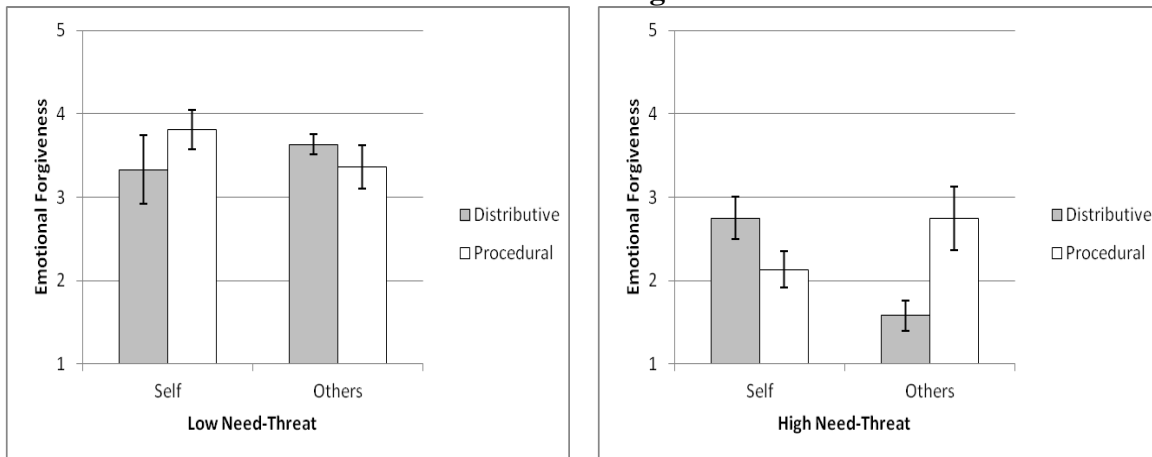 5
4
3
2
1
Emotional Forgiveness
Self
Others
Low Need-Threat
Distributive
Procedural
5
4
3
2
1
Emotional Forgiveness
Self
Others
High Need-Threat
Distributive
Procedural